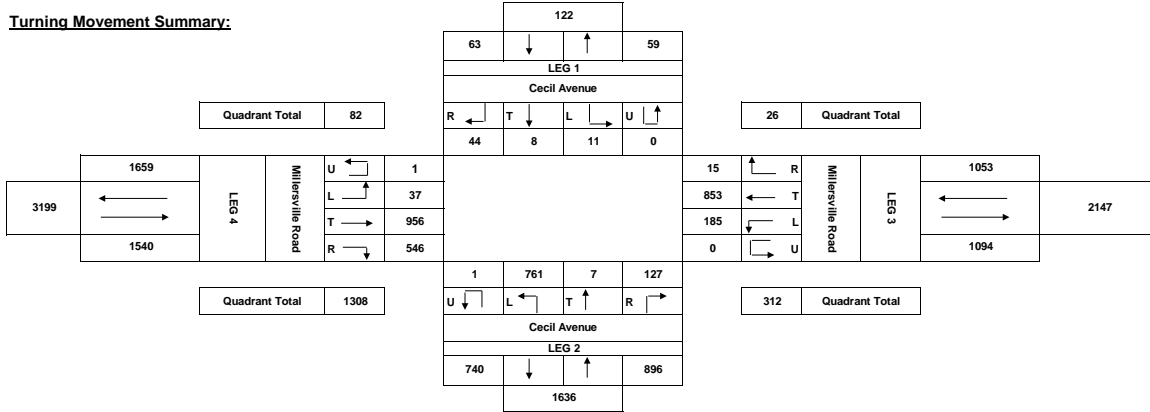 Turning Movement Summary:
122
63 59
LEG 1
Cecil Avenue
Quadrant Total 82
R T L U
Quadrant Total 26
44 8 11 0
1659
U 1
15 R
1053
3199
LEG 4
Millersville Road
L 37
853 T
Millersville Road
LEG 3
2147
T 956
185 L
1540
R 546
0 U
1094
1 761 7 127
Quadrant Total 1308
U L T R
312 Quadrant Total
Cecil Avenue
LEG 2
740 896
1636